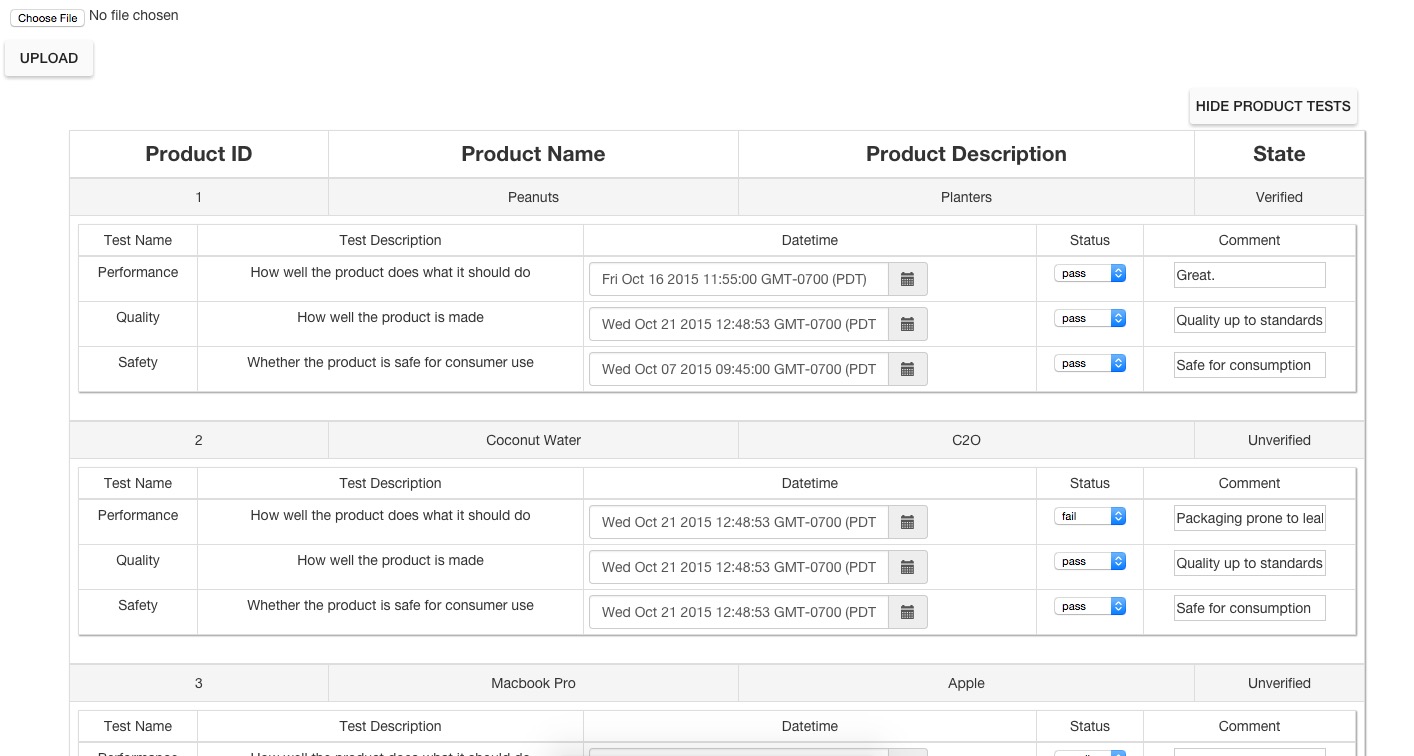 Choose File No file chosen
UPLOAD
HIDE PRODUCT TESTS
Product ID Product Name Product Description State
1 Peanuts Planters Verified
Test Name Test Description Datetime Status Comment
Performance How well the product does what it should do Fri Oct 16 2015 11:55:00 GMT-0700 (PDT) pass Great.
Quality How well the product is made Wed Oct 21 2015 12:48:53 GMT-0700 (PDT pass Quality up to standards
Safety Whether the product is safe for consumer use Wed Oct 07 2015 09:45:00 GMT-0700 (PDT pass Safe for consumption
2 Coconut Water C2O Unverified
Test Name Test Description Datetime Status Comment
Performance How well the product does what it should do Wed Oct 21 2015 12:48:53 GMT-0700 (PDT fail Packaging prone to leal
Quality How well the product is made Wed Oct 21 2015 12:48:53 GMT-0700 (PDT pass Quality up to standards
Safety Whether the product is safe for consumer use Wed Oct 21 2015 12:48:53 GMT-0700 (PDT pass Safe for consumption
3 Macbook Pro Apple Unverified
Test Name Test Description Datetime Status Comment